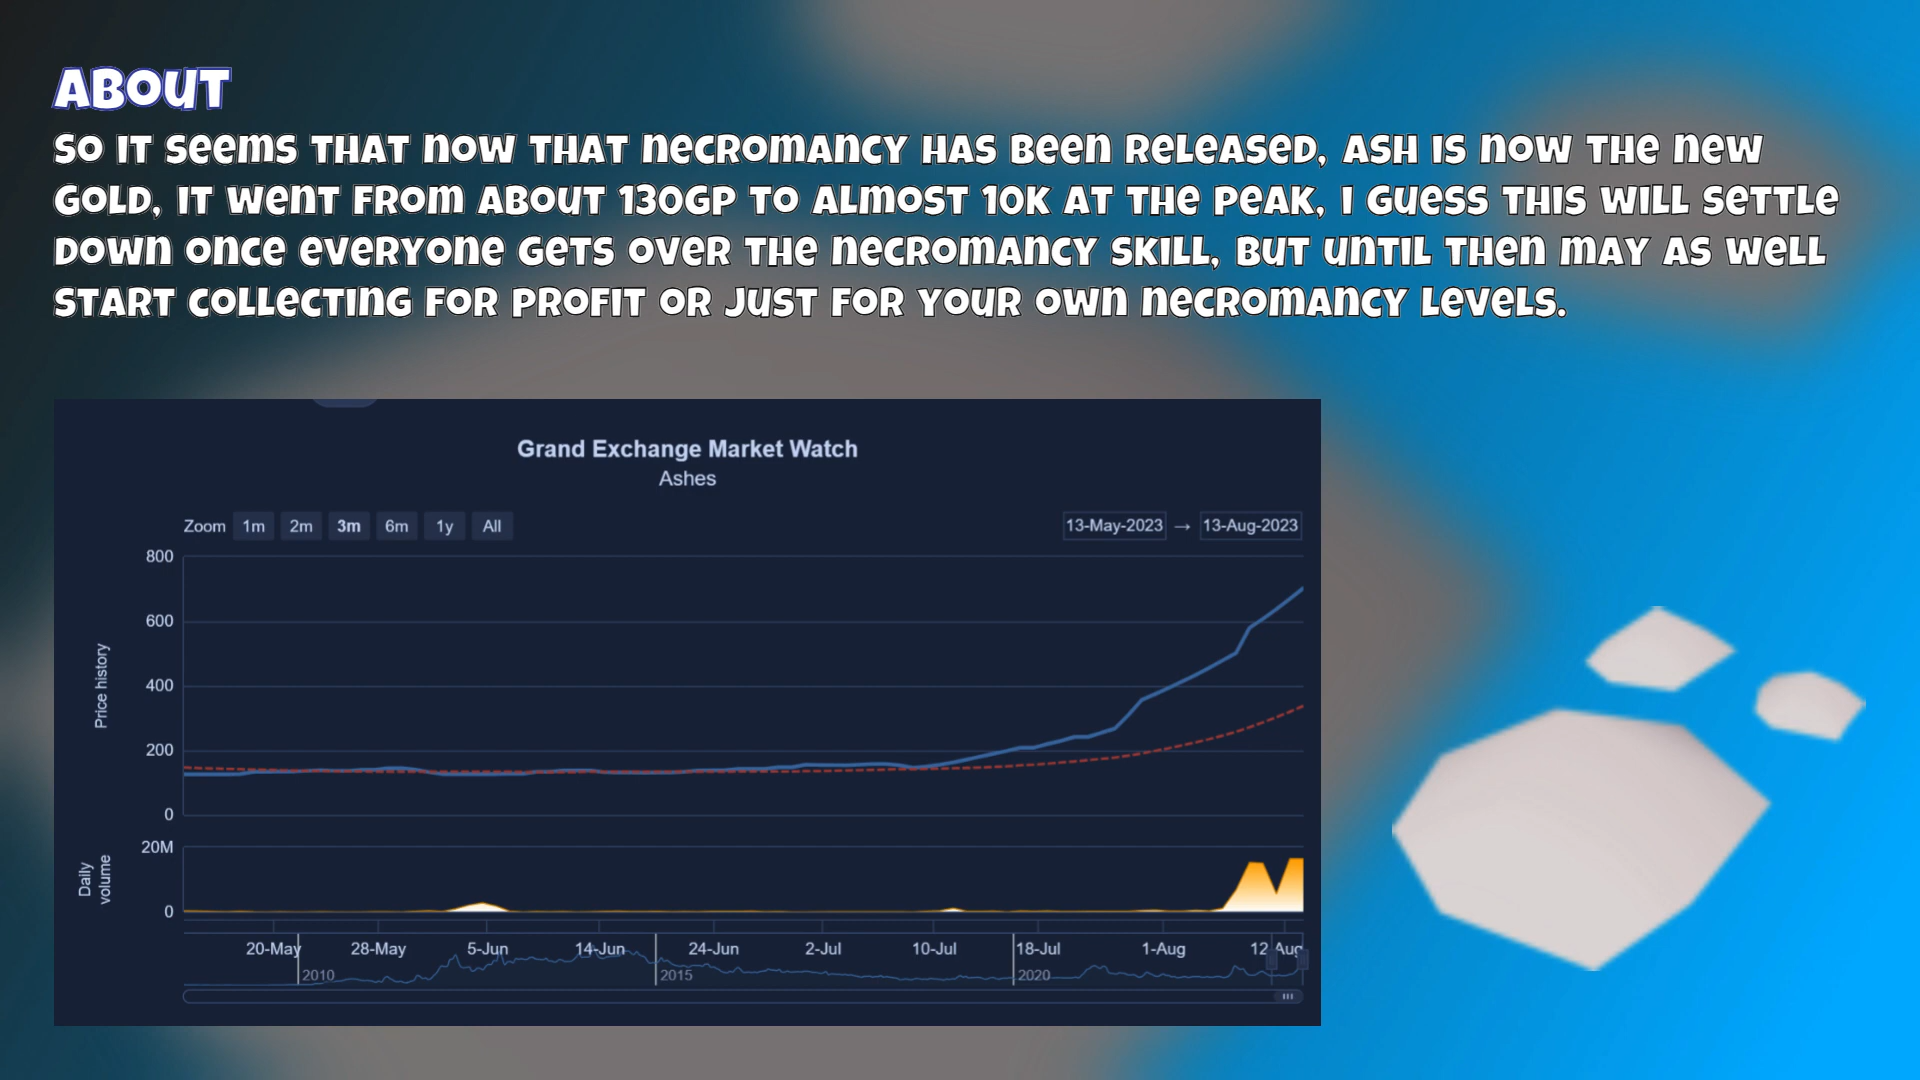 ABOUT
SO IT SEEMS THAT NOW THAT NECROMANCY HAS BEEN RELEASED, ASH IS NOW THE NEW
GOLD, IT WENT FROM ABOUT 130GP TO ALMOST 10K AT THE PEAK, I GUESS THIS WILL SETTLE
DOWN ONCE EVERYONE GETS OVER THE NECROMANCY SKILL, BUT UNTIL THEN MAY AS WELL
START COLLECTING FOR PROFIT OR JUST FOR YOUR OWN NECROMANCY LEVELS.
Grand Exchange Market Watch
Ashes
Zoom 1m 2m 3m 6m 1y All 13-May-2023 → 13-Aug-2023
800
600
400
200
0
Price history
20M
0
Daily
volume
20-May 28-May 5-Jun 14-Jun 24-Jun 2-Jul 10-Jul 18-Jul 1-Aug 12 Aug
2010 2015 2020